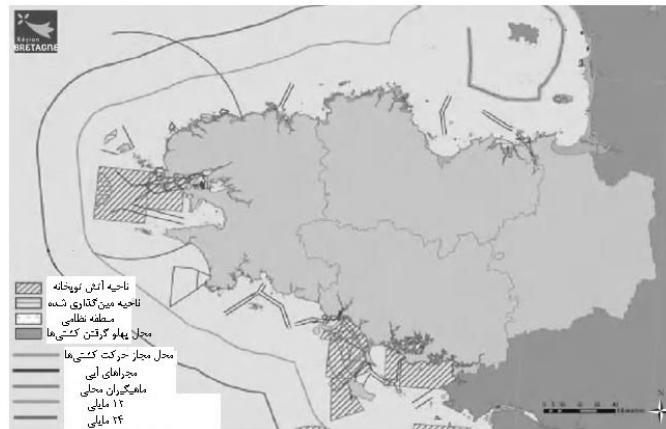 Région
BRETAGNE
ناحیه آتش توپخانه
ناحیه مین‌گذاری شده
منطقه نظامی
محل پهلو گرفتن کشتی‌ها
محل مجاز حرکت کشتی‌ها
مجراهای آبی
ماهیگیران محلی
۱۲ مایلی
۲۴ مایلی
N